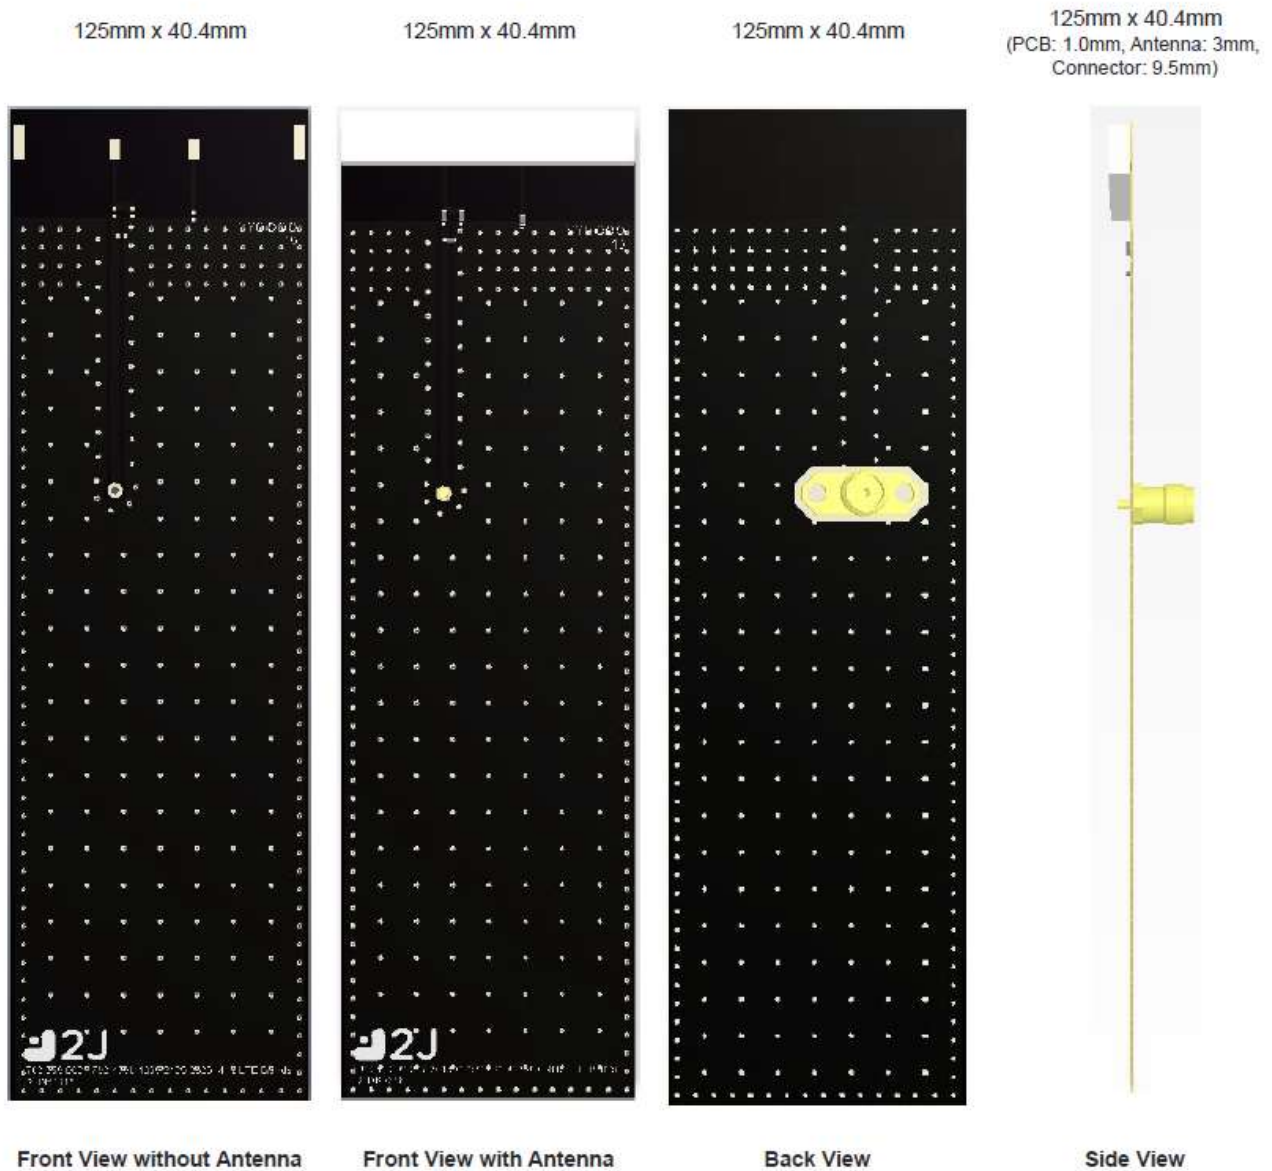 125mm x 40.4mm
125mm x 40.4mm
125mm x 40.4mm
125mm x 40.4mm
(PCB: 1.0mm, Antenna: 3mm,
Connector: 9.5mm)
2J
2J
Front View without Antenna
Front View with Antenna
Back View
Side View